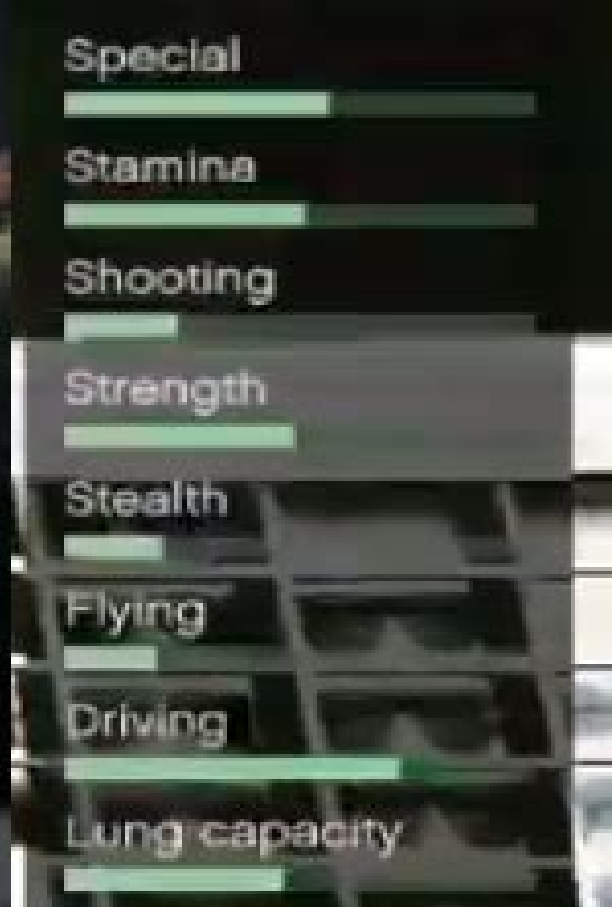 Special
Stamina
Shooting
Strength
Stealth
Flying
Driving
Lung capacity